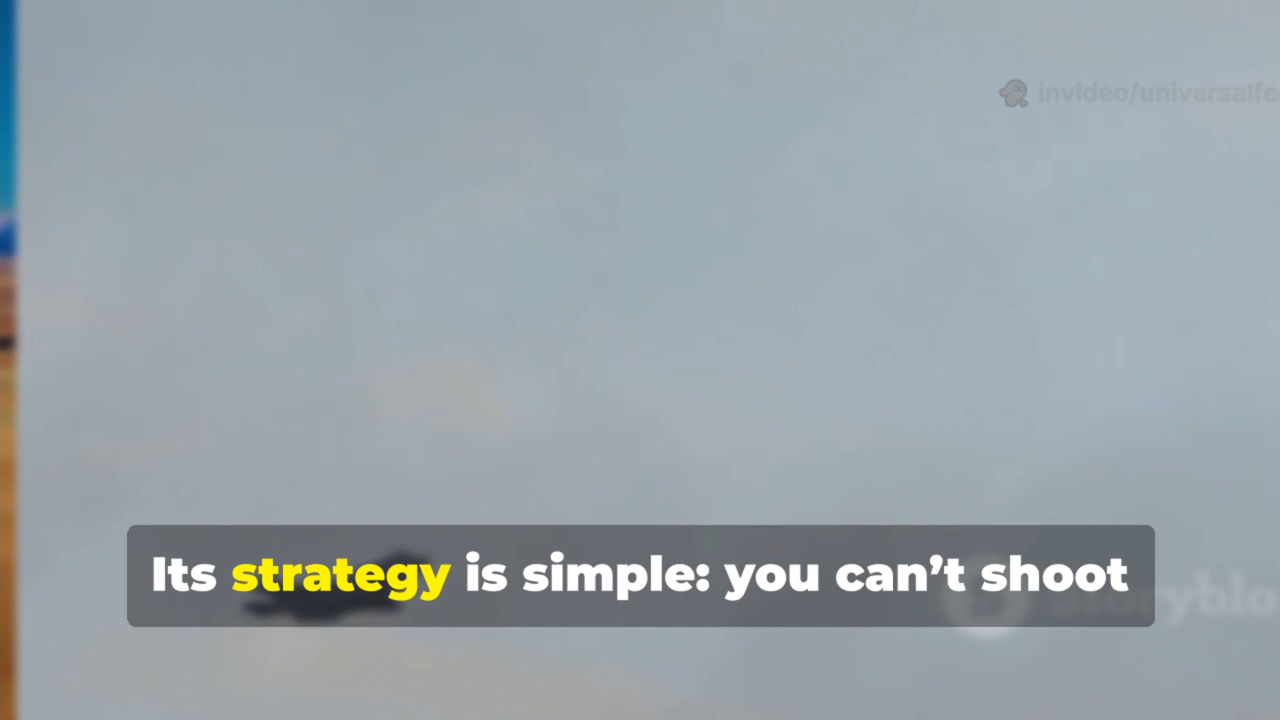 invideo/universalfe
Its strategy is simple: you can’t shoot